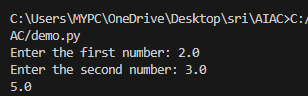 C:\Users\MYPC\OneDrive\Desktop\sri\AIAC>C:/
AC/demo.py
Enter the first number: 2.0
Enter the second number: 3.0
5.0